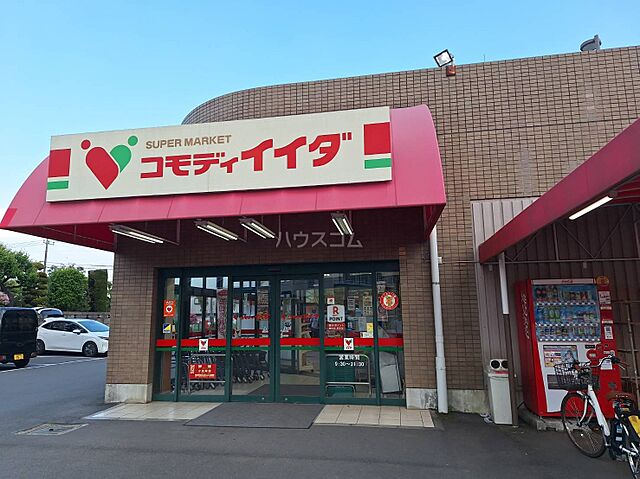 SUPER MARKET
コモディイイダ
ハウスコム
R
POINT
営業時間
9:30～21:30